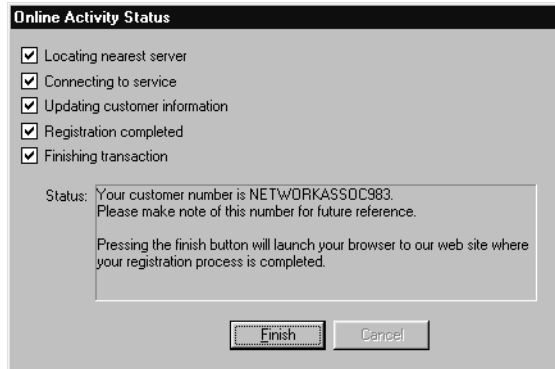 Online Activity Status
Locating nearest server
Connecting to service
Updating customer information
Registration completed
Finishing transaction
Status: Your customer number is NETWORKASSOC983.
Please make note of this number for future reference.
Pressing the finish button will launch your browser to our web site where
your registration process is completed.
Finish Cancel